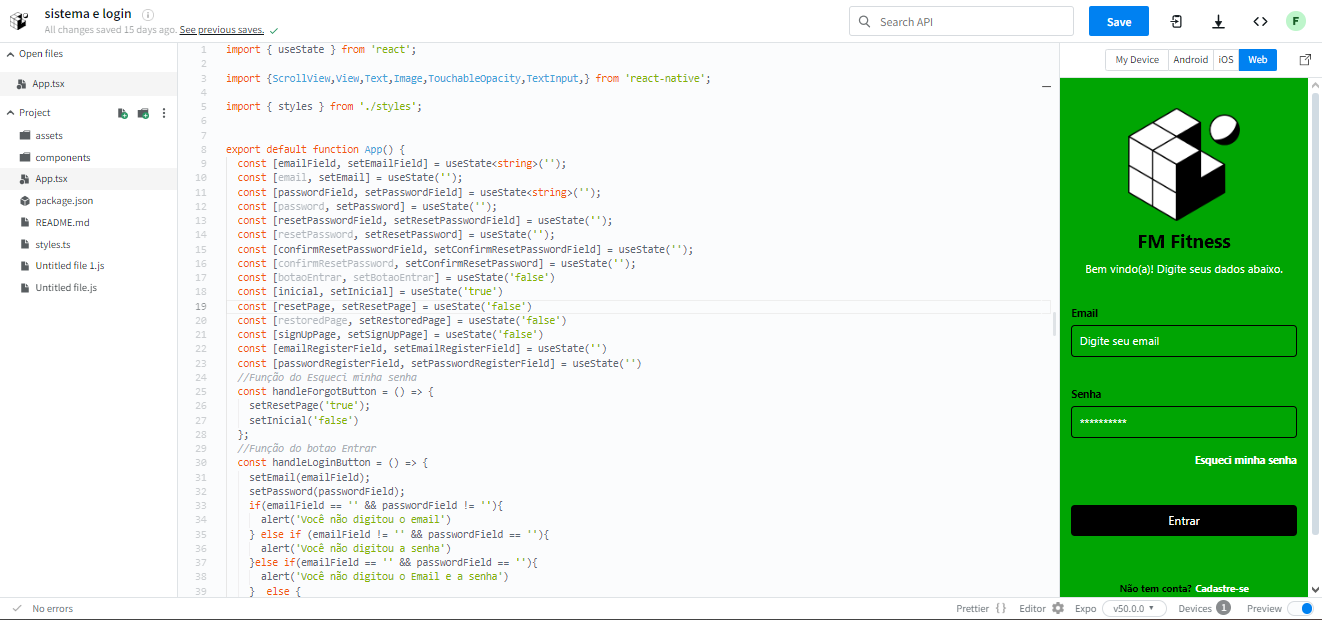 sistema e login
All changes saved 15 days ago. See previous saves.
Search API
Save
F
Open files
App.tsx
Project
assets
components
App.tsx
package.json
README.md
styles.ts
Untitled file 1.js
Untitled file.js
1 import { useState } from 'react';
2
3 import {ScrollView,View,Text,Image,TouchableOpacity,TextInput,} from 'react-native';
4
5 import { styles } from './styles';
6
7
8 export default function App() {
9 const [emailField, setEmailField] = useState<string>('');
10 const [email, setEmail] = useState('');
11 const [passwordField, setPasswordField] = useState<string>('');
12 const [password, setPassword] = useState('');
13 const [resetPasswordField, setResetPasswordField] = useState('');
14 const [resetPassword, setResetPassword] = useState('');
15 const [confirmResetPasswordField, setConfirmResetPasswordField] = useState('');
16 const [confirmResetPassword, setConfirmResetPassword] = useState('');
17 const [botaoEntrar, setBotaoEntrar] = useState('false')
18 const [inicial, setInicial] = useState('true')
19 const [resetPage, setResetPage] = useState('false')
20 const [restoredPage, setRestoredPage] = useState('false')
21 const [signUpPage, setSignUpPage] = useState('false')
22 const [emailRegisterField, setEmailRegisterField] = useState('')
23 const [passwordRegisterField, setPasswordRegisterField] = useState('')
24 //Função do Esqueci minha senha
25 const handleForgotButton = () => {
26 setResetPage('true');
27 setInicial('false')
28 };
29 //Função do botao Entrar
30 const handleLoginButton = () => {
31 setEmail(emailField);
32 setPassword(passwordField);
33 if(emailField == '' && passwordField != ''){
34 alert('Você não digitou o email')
35 } else if (emailField != '' && passwordField == ''){
36 alert('Você não digitou a senha')
37 }else if(emailField == '' && passwordField == ''){
38 alert('Você não digitou o Email e a senha')
39 } else {
My Device
Android
iOS
Web
FM Fitness
Bem vindo(a)! Digite seus dados abaixo.
Email
Digite seu email
Senha
**********
Esqueci minha senha
Entrar
Não tem conta? Cadastre-se
No errors
Prettier { }
Editor
Expo
v50.0.0
Devices 1
Preview